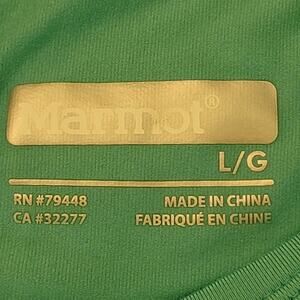 Marmot®
L/G
RN #79448 MADE IN CHINA
CA #32277 FABRIQUÉ EN CHINE